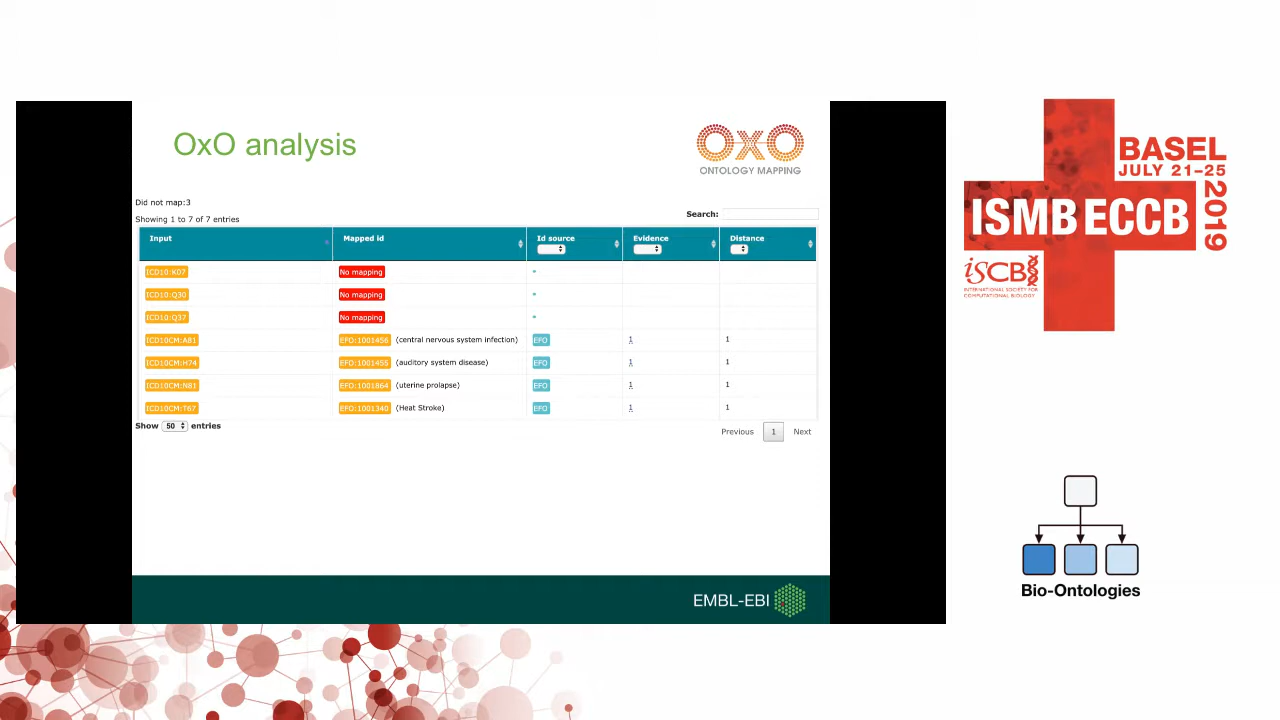 OxO analysis
OXO
ONTOLOGY MAPPING
Did not map:3
Showing 1 to 7 of 7 entries
Search:
Input Mapped id Id source Evidence Distance
ICD10:K07 No mapping *
ICD10:Q30 No mapping *
ICD10:Q37 No mapping *
ICD10CM:A81 EFO:1001456 (central nervous system infection) EFO 1 1
ICD10CM:H74 EFO:1001455 (auditory system disease) EFO 1 1
ICD10CM:N81 EFO:1001864 (uterine prolapse) EFO 1 1
ICD10CM:T67 EFO:1001340 (Heat Stroke) EFO 1 1
Show 50 entries
Previous 1 Next
EMBL-EBI
BASEL
JULY 21–25
2019
ISMB ECCB
ISCB
INTERNATIONAL SOCIETY FOR
COMPUTATIONAL BIOLOGY
Bio-Ontologies